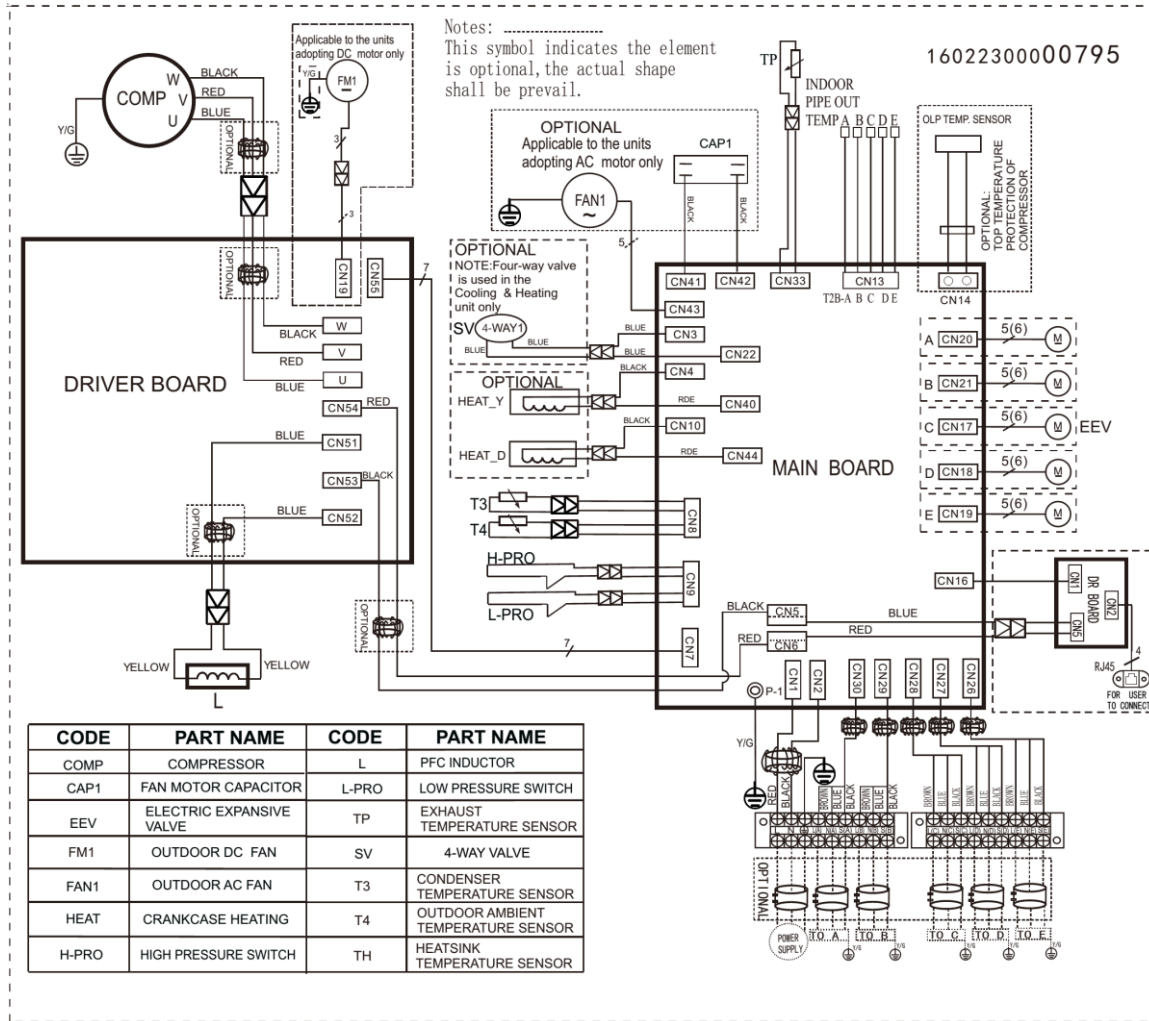 Notes:
This symbol indicates the element
is optional,the actual shape
shall be prevail.
16022300000795
COMP
W
V
U
BLACK
RED
BLUE
Y/G
OPTIONAL
Applicable to the units
adopting DC motor only
Y/G
FM1
3
3
OPTIONAL
Applicable to the units
adopting AC motor only
CAP1
FAN1
~
BLACK
BLACK
5
TP
INDOOR
PIPE OUT
TEMP
A B C D E
OLP TEMP. SENSOR
OPTIONAL:
TOP TEMPERATURE
PROTECTION OF
COMPRESSOR
DRIVER BOARD
OPTIONAL
CN19
CN55
7
BLACK
W
RED
V
BLUE
U
CN54
RED
BLUE
CN51
CN53
BLACK
BLUE
CN52
OPTIONAL
OPTIONAL
YELLOW
YELLOW
L
OPTIONAL
NOTE:Four-way valve
is used in the
Cooling & Heating
unit only
SV
4-WAY1
BLUE
BLUE
BLUE
BLUE
OPTIONAL
HEAT_Y
BLACK
RDE
HEAT_D
BLACK
RDE
T3
T4
H-PRO
L-PRO
7
MAIN BOARD
CN41
CN42
CN33
CN13
T2B-A B C D E
CN14
CN43
CN3
CN22
CN4
CN40
CN10
CN44
CN8
CN9
CN7
A
CN20
5(6)
M
B
CN21
5(6)
M
C
CN17
5(6)
M
EEV
D
CN18
5(6)
M
E
CN19
5(6)
M
CN16
BLACK
CN5
BLUE
RED
CN6
RED
CN1
CN2
CN5
DR BOARD
4
RJ45
FOR USER
TO CONNECT
P-1
CN1
CN2
CN30
CN29
CN28
CN27
CN26
Y/G
RED
BLACK
BROWN
BLUE
BLACK
BROWN
BLUE
BLACK
BROWN
BLUE
BLACK
BROWN
BLUE
BLACK
BROWN
BLUE
BLACK
L
N
L(A)
N(A)
S(A)
L(B)
N(B)
S(B)
L(C)
N(C)
S(C)
L(D)
N(D)
S(D)
L(E)
N(E)
S(E)
OPTIONAL
POWER
SUPPLY
TO A
Y/G
TO B
Y/G
TO C
Y/G
TO D
Y/G
TO E
Y/G
CODE PART NAME CODE PART NAME
COMP COMPRESSOR L PFC INDUCTOR
CAP1 FAN MOTOR CAPACITOR L-PRO LOW PRESSURE SWITCH
EEV ELECTRIC EXPANSIVE VALVE TP EXHAUST TEMPERATURE SENSOR
FM1 OUTDOOR DC FAN SV 4-WAY VALVE
FAN1 OUTDOOR AC FAN T3 CONDENSER TEMPERATURE SENSOR
HEAT CRANKCASE HEATING T4 OUTDOOR AMBIENT TEMPERATURE SENSOR
H-PRO HIGH PRESSURE SWITCH TH HEATSINK TEMPERATURE SENSOR